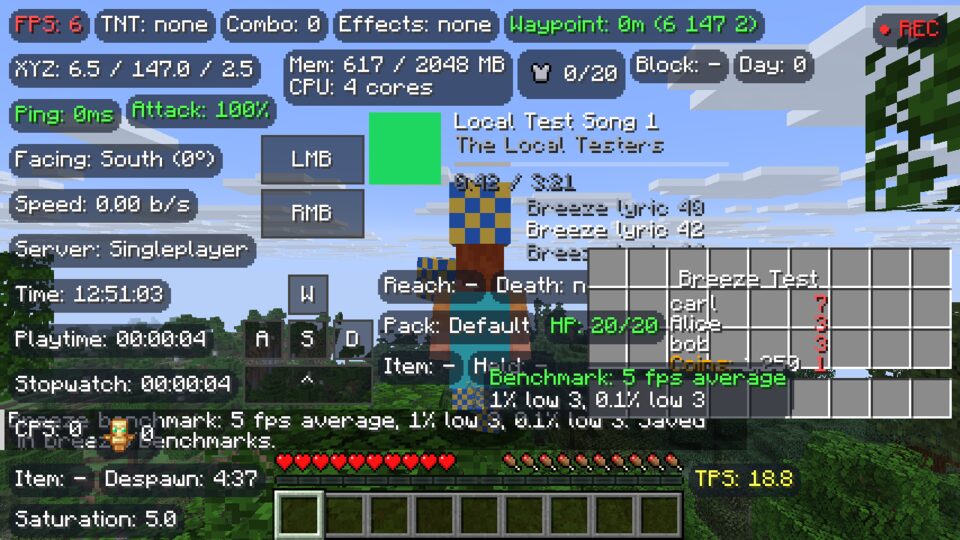 FPS: 6
TNT: none
Combo: 0
Effects: none
Waypoint: 0m (6 147 2)
REC
XYZ: 6.5 / 147.0 / 2.5
Mem: 617 / 2048 MB
CPU: 4 cores
0/20
Block: -
Day: 0
Ping: 0ms
Attack: 100%
Local Test Song 1
The Local Testers
0:42 / 3:21
Facing: South (0°)
LMB
Speed: 0.00 b/s
RMB
Breeze lyric 40
Breeze lyric 42
Server: Singleplayer
Breeze Test
Time: 12:51:03
W
Reach: -
Death:
carl 7
Alice 3
bob 3
Coins: 1,250 1
Playtime: 00:00:04
A
S
D
Pack: Default
HP: 20/20
Item: -
Stopwatch: 00:00:04
^
Benchmark: 5 fps average
1% low 3, 0.1% low 3
Breeze benchmark: 5 fps average, 1% low 3, 0.1% low 3. Saved
in breeze benchmarks.
CPS: 0
0
Item: -
Despawn: 4:37
TPS: 18.8
Saturation: 5.0